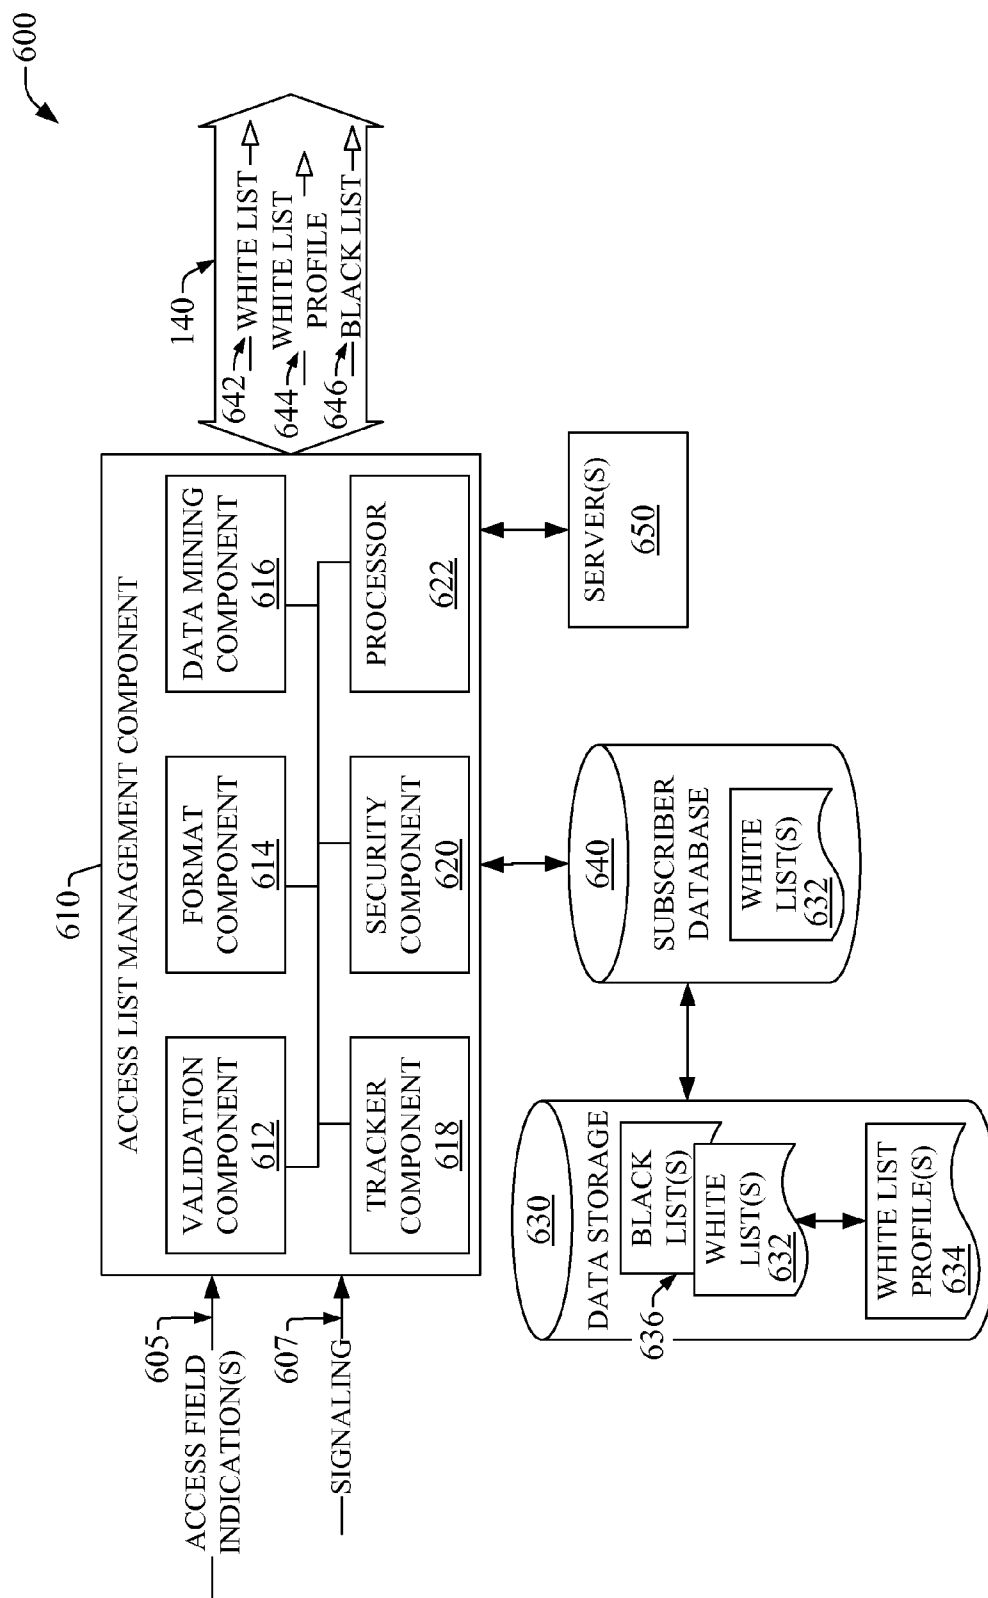 600
610
ACCESS LIST MANAGEMENT COMPONENT
605
ACCESS FIELD
INDICATION(S)
607
SIGNALING
VALIDATION
COMPONENT
612
FORMAT
COMPONENT
614
DATA MINING
COMPONENT
616
TRACKER
COMPONENT
618
SECURITY
COMPONENT
620
PROCESSOR
622
140
642
WHITE LIST
644
WHITE LIST
PROFILE
646
BLACK LIST
630
DATA STORAGE
636
BLACK
LIST(S)
WHITE
LIST(S)
632
WHITE LIST
PROFILE(S)
634
640
SUBSCRIBER
DATABASE
WHITE
LIST(S)
632
SERVER(S)
650